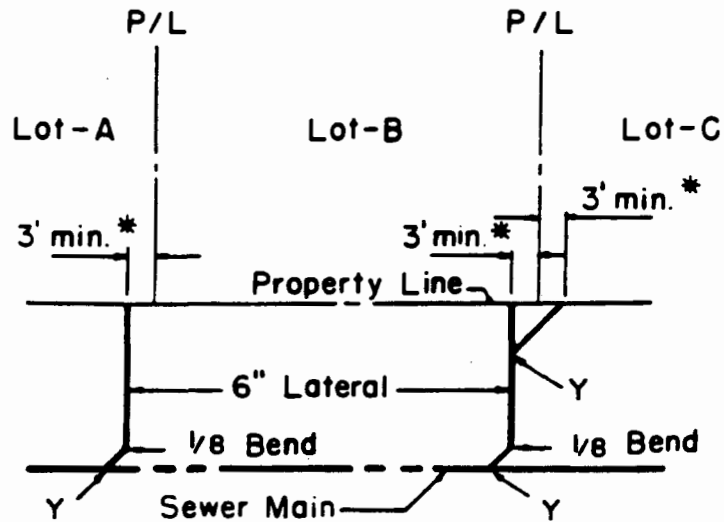 P/L P/L
Lot-A Lot-B Lot-C
3' min.*
3' min.* 3' min.*
Property Line
6" Lateral
Y
1/8 Bend 1/8 Bend
Y Sewer Main Y